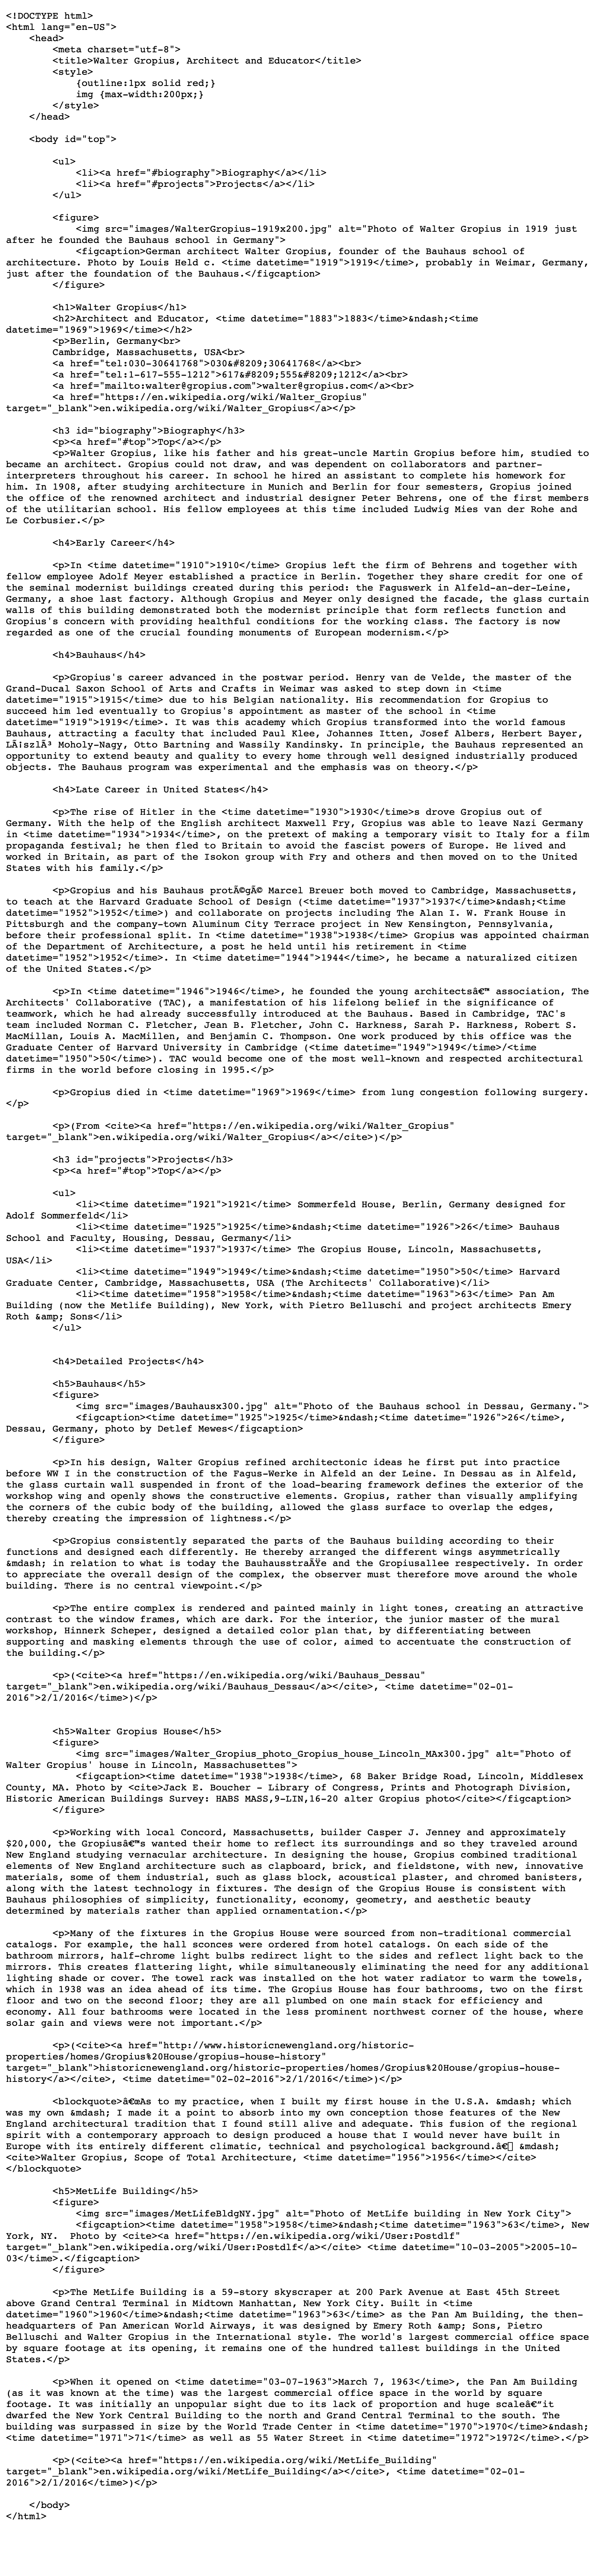 <!DOCTYPE html>
<html lang="en-US">
    <head>
        <meta charset="utf-8">
        <title>Walter Gropius, Architect and Educator</title>
        <style>
            {outline:1px solid red;}
            img {max-width:200px;}
        </style>
    </head>

    <body id="top">

        <ul>
            <li><a href="#biography">Biography</a></li>
            <li><a href="#projects">Projects</a></li>
        </ul>

        <figure>
            <img src="images/WalterGropius-1919x200.jpg" alt="Photo of Walter Gropius in 1919 just
after he founded the Bauhaus school in Germany">
            <figcaption>German architect Walter Gropius, founder of the Bauhaus school of
architecture. Photo by Louis Held c. <time datetime="1919">1919</time>, probably in Weimar, Germany,
just after the foundation of the Bauhaus.</figcaption>
        </figure>

        <h1>Walter Gropius</h1>
        <h2>Architect and Educator, <time datetime="1883">1883</time>&ndash;<time
datetime="1969">1969</time></h2>
        <p>Berlin, Germany<br>
        Cambridge, Massachusetts, USA<br>
        <a href="tel:030-30641768">030&#8209;30641768</a><br>
        <a href="tel:1-617-555-1212">617&#8209;555&#8209;1212</a><br>
        <a href="mailto:walter@gropius.com">walter@gropius.com</a><br>
        <a href="https://en.wikipedia.org/wiki/Walter_Gropius"
target="_blank">en.wikipedia.org/wiki/Walter_Gropius</a></p>

        <h3 id="biography">Biography</h3>
        <p><a href="#top">Top</a></p>
        <p>Walter Gropius, like his father and his great-uncle Martin Gropius before him, studied to
became an architect. Gropius could not draw, and was dependent on collaborators and partner-
interpreters throughout his career. In school he hired an assistant to complete his homework for
him. In 1908, after studying architecture in Munich and Berlin for four semesters, Gropius joined
the office of the renowned architect and industrial designer Peter Behrens, one of the first members
of the utilitarian school. His fellow employees at this time included Ludwig Mies van der Rohe and
Le Corbusier.</p>

        <h4>Early Career</h4>

        <p>In <time datetime="1910">1910</time> Gropius left the firm of Behrens and together with
fellow employee Adolf Meyer established a practice in Berlin. Together they share credit for one of
the seminal modernist buildings created during this period: the Faguswerk in Alfeld-an-der-Leine,
Germany, a shoe last factory. Although Gropius and Meyer only designed the facade, the glass curtain
walls of this building demonstrated both the modernist principle that form reflects function and
Gropius's concern with providing healthful conditions for the working class. The factory is now
regarded as one of the crucial founding monuments of European modernism.</p>

        <h4>Bauhaus</h4>

        <p>Gropius's career advanced in the postwar period. Henry van de Velde, the master of the
Grand-Ducal Saxon School of Arts and Crafts in Weimar was asked to step down in <time
datetime="1915">1915</time> due to his Belgian nationality. His recommendation for Gropius to
succeed him led eventually to Gropius's appointment as master of the school in <time
datetime="1919">1919</time>. It was this academy which Gropius transformed into the world famous
Bauhaus, attracting a faculty that included Paul Klee, Johannes Itten, Josef Albers, Herbert Bayer,
LÃ¡szlÃ³ Moholy-Nagy, Otto Bartning and Wassily Kandinsky. In principle, the Bauhaus represented an
opportunity to extend beauty and quality to every home through well designed industrially produced
objects. The Bauhaus program was experimental and the emphasis was on theory.</p>

        <h4>Late Career in United States</h4>

        <p>The rise of Hitler in the <time datetime="1930">1930</time>s drove Gropius out of
Germany. With the help of the English architect Maxwell Fry, Gropius was able to leave Nazi Germany
in <time datetime="1934">1934</time>, on the pretext of making a temporary visit to Italy for a film
propaganda festival; he then fled to Britain to avoid the fascist powers of Europe. He lived and
worked in Britain, as part of the Isokon group with Fry and others and then moved on to the United
States with his family.</p>

        <p>Gropius and his Bauhaus protÃ©gÃ© Marcel Breuer both moved to Cambridge, Massachusetts,
to teach at the Harvard Graduate School of Design (<time datetime="1937">1937</time>&ndash;<time
datetime="1952">1952</time>) and collaborate on projects including The Alan I. W. Frank House in
Pittsburgh and the company-town Aluminum City Terrace project in New Kensington, Pennsylvania,
before their professional split. In <time datetime="1938">1938</time> Gropius was appointed chairman
of the Department of Architecture, a post he held until his retirement in <time
datetime="1952">1952</time>. In <time datetime="1944">1944</time>, he became a naturalized citizen
of the United States.</p>

        <p>In <time datetime="1946">1946</time>, he founded the young architectsâ€™ association, The
Architects' Collaborative (TAC), a manifestation of his lifelong belief in the significance of
teamwork, which he had already successfully introduced at the Bauhaus. Based in Cambridge, TAC's
team included Norman C. Fletcher, Jean B. Fletcher, John C. Harkness, Sarah P. Harkness, Robert S.
MacMillan, Louis A. MacMillen, and Benjamin C. Thompson. One work produced by this office was the
Graduate Center of Harvard University in Cambridge (<time datetime="1949">1949</time>/<time
datetime="1950">50</time>). TAC would become one of the most well-known and respected architectural
firms in the world before closing in 1995.</p>

        <p>Gropius died in <time datetime="1969">1969</time> from lung congestion following surgery.
</p>

        <p>(From <cite><a href="https://en.wikipedia.org/wiki/Walter_Gropius"
target="_blank">en.wikipedia.org/wiki/Walter_Gropius</a></cite>)</p>

        <h3 id="projects">Projects</h3>
        <p><a href="#top">Top</a></p>

        <ul>
            <li><time datetime="1921">1921</time> Sommerfeld House, Berlin, Germany designed for
Adolf Sommerfeld</li>
            <li><time datetime="1925">1925</time>&ndash;<time datetime="1926">26</time> Bauhaus
School and Faculty, Housing, Dessau, Germany</li>
            <li><time datetime="1937">1937</time> The Gropius House, Lincoln, Massachusetts,
USA</li>
            <li><time datetime="1949">1949</time>&ndash;<time datetime="1950">50</time> Harvard
Graduate Center, Cambridge, Massachusetts, USA (The Architects' Collaborative)</li>
            <li><time datetime="1958">1958</time>&ndash;<time datetime="1963">63</time> Pan Am
Building (now the Metlife Building), New York, with Pietro Belluschi and project architects Emery
Roth &amp; Sons</li>
        </ul>


        <h4>Detailed Projects</h4>

        <h5>Bauhaus</h5>
        <figure>
            <img src="images/Bauhausx300.jpg" alt="Photo of the Bauhaus school in Dessau, Germany.">
            <figcaption><time datetime="1925">1925</time>&ndash;<time datetime="1926">26</time>,
Dessau, Germany, photo by Detlef Mewes</figcaption>
        </figure>

        <p>In his design, Walter Gropius refined architectonic ideas he first put into practice
before WW I in the construction of the Fagus-Werke in Alfeld an der Leine. In Dessau as in Alfeld,
the glass curtain wall suspended in front of the load-bearing framework defines the exterior of the
workshop wing and openly shows the constructive elements. Gropius, rather than visually amplifying
the corners of the cubic body of the building, allowed the glass surface to overlap the edges,
thereby creating the impression of lightness.</p>

        <p>Gropius consistently separated the parts of the Bauhaus building according to their
functions and designed each differently. He thereby arranged the different wings asymmetrically
&mdash; in relation to what is today the BauhausstraÃŸe and the Gropiusallee respectively. In order
to appreciate the overall design of the complex, the observer must therefore move around the whole
building. There is no central viewpoint.</p>

        <p>The entire complex is rendered and painted mainly in light tones, creating an attractive
contrast to the window frames, which are dark. For the interior, the junior master of the mural
workshop, Hinnerk Scheper, designed a detailed color plan that, by differentiating between
supporting and masking elements through the use of color, aimed to accentuate the construction of
the building.</p>

        <p>(<cite><a href="https://en.wikipedia.org/wiki/Bauhaus_Dessau"
target="_blank">en.wikipedia.org/wiki/Bauhaus_Dessau</a></cite>, <time datetime="02-01-
2016">2/1/2016</time>)</p>


        <h5>Walter Gropius House</h5>
        <figure>
            <img src="images/Walter_Gropius_photo_Gropius_house_Lincoln_MAx300.jpg" alt="Photo of
Walter Gropius' house in Lincoln, Massachusettes">
            <figcaption><time datetime="1938">1938</time>, 68 Baker Bridge Road, Lincoln, Middlesex
County, MA. Photo by <cite>Jack E. Boucher - Library of Congress, Prints and Photograph Division,
Historic American Buildings Survey: HABS MASS,9-LIN,16-20 alter Gropius photo</cite></figcaption>
        </figure>

        <p>Working with local Concord, Massachusetts, builder Casper J. Jenney and approximately
$20,000, the Gropiusâ€™s wanted their home to reflect its surroundings and so they traveled around
New England studying vernacular architecture. In designing the house, Gropius combined traditional
elements of New England architecture such as clapboard, brick, and fieldstone, with new, innovative
materials, some of them industrial, such as glass block, acoustical plaster, and chromed banisters,
along with the latest technology in fixtures. The design of the Gropius House is consistent with
Bauhaus philosophies of simplicity, functionality, economy, geometry, and aesthetic beauty
determined by materials rather than applied ornamentation.</p>

        <p>Many of the fixtures in the Gropius House were sourced from non-traditional commercial
catalogs. For example, the hall sconces were ordered from hotel catalogs. On each side of the
bathroom mirrors, half-chrome light bulbs redirect light to the sides and reflect light back to the
mirrors. This creates flattering light, while simultaneously eliminating the need for any additional
lighting shade or cover. The towel rack was installed on the hot water radiator to warm the towels,
which in 1938 was an idea ahead of its time. The Gropius House has four bathrooms, two on the first
floor and two on the second floor; they are all plumbed on one main stack for efficiency and
economy. All four bathrooms were located in the less prominent northwest corner of the house, where
solar gain and views were not important.</p>

        <p>(<cite><a href="http://www.historicnewengland.org/historic-
properties/homes/Gropius%20House/gropius-house-history"
target="_blank">historicnewengland.org/historic-properties/homes/Gropius%20House/gropius-house-
history</a></cite>, <time datetime="02-02-2016">2/1/2016</time>)</p>

        <blockquote>â€œAs to my practice, when I built my first house in the U.S.A. &mdash; which
was my own &mdash; I made it a point to absorb into my own conception those features of the New
England architectural tradition that I found still alive and adequate. This fusion of the regional
spirit with a contemporary approach to design produced a house that I would never have built in
Europe with its entirely different climatic, technical and psychological background.â€ &mdash;
<cite>Walter Gropius, Scope of Total Architecture, <time datetime="1956">1956</time></cite>
</blockquote>

        <h5>MetLife Building</h5>
        <figure>
            <img src="images/MetLifeBldgNY.jpg" alt="Photo of MetLife building in New York City">
            <figcaption><time datetime="1958">1958</time>&ndash;<time datetime="1963">63</time>, New
York, NY.  Photo by <cite><a href="https://en.wikipedia.org/wiki/User:Postdlf"
target="_blank">en.wikipedia.org/wiki/User:Postdlf</a></cite> <time datetime="10-03-2005">2005-10-
03</time>.</figcaption>
        </figure>

        <p>The MetLife Building is a 59-story skyscraper at 200 Park Avenue at East 45th Street
above Grand Central Terminal in Midtown Manhattan, New York City. Built in <time
datetime="1960">1960</time>&ndash;<time datetime="1963">63</time> as the Pan Am Building, the then-
headquarters of Pan American World Airways, it was designed by Emery Roth &amp; Sons, Pietro
Belluschi and Walter Gropius in the International style. The world's largest commercial office space
by square footage at its opening, it remains one of the hundred tallest buildings in the United
States.</p>

        <p>When it opened on <time datetime="03-07-1963">March 7, 1963</time>, the Pan Am Building
(as it was known at the time) was the largest commercial office space in the world by square
footage. It was initially an unpopular sight due to its lack of proportion and huge scaleâ€”it
dwarfed the New York Central Building to the north and Grand Central Terminal to the south. The
building was surpassed in size by the World Trade Center in <time datetime="1970">1970</time>&ndash;
<time datetime="1971">71</time> as well as 55 Water Street in <time datetime="1972">1972</time>.</p>

        <p>(<cite><a href="https://en.wikipedia.org/wiki/MetLife_Building"
target="_blank">en.wikipedia.org/wiki/MetLife_Building</a></cite>, <time datetime="02-01-
2016">2/1/2016</time>)</p>

    </body>
</html>